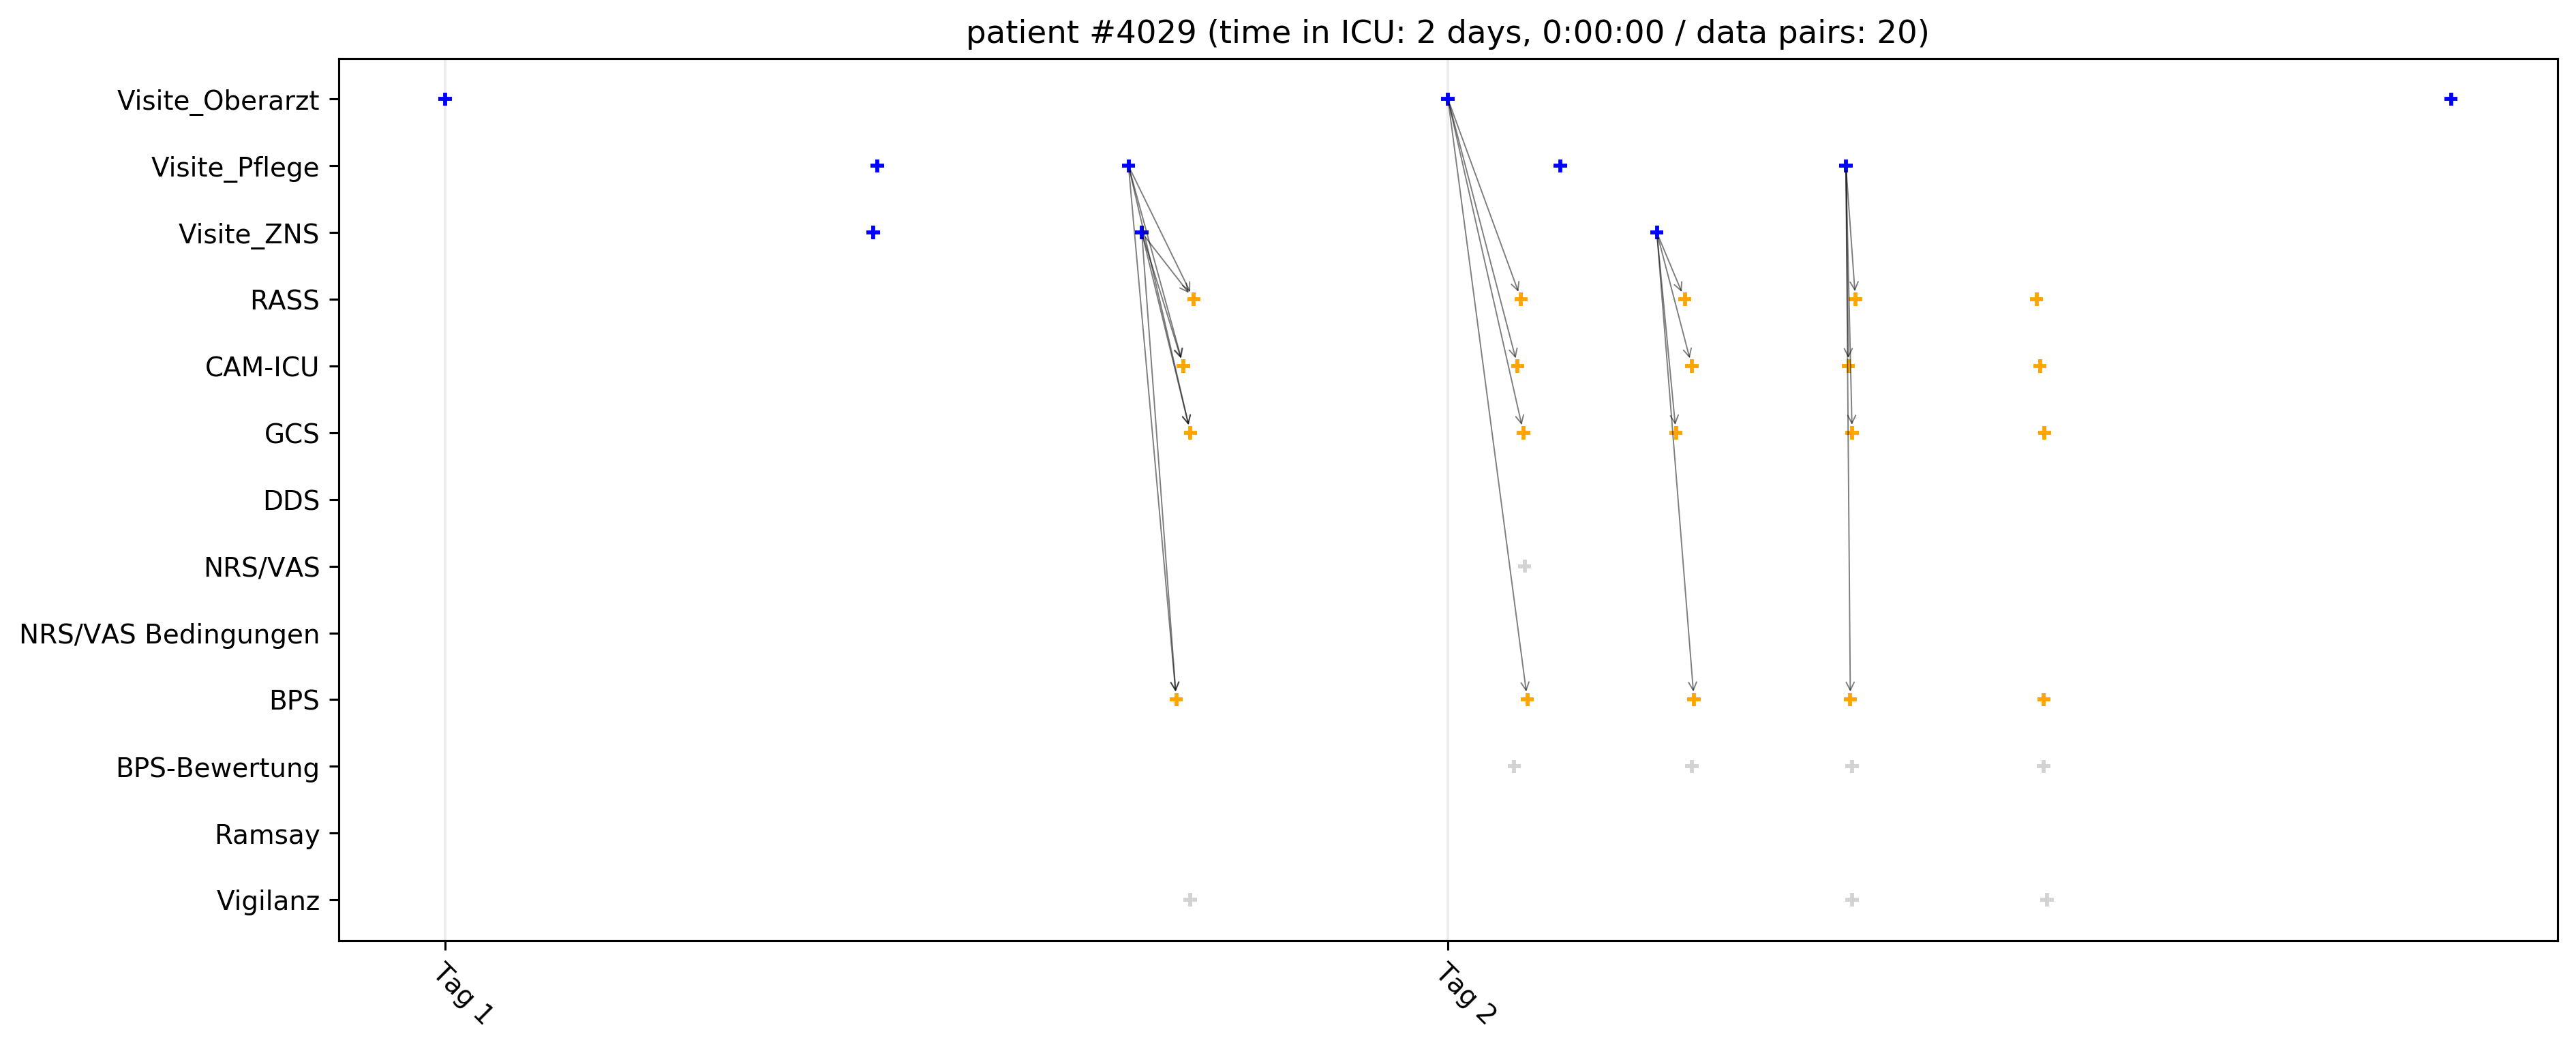 patient #4029 (time in ICU: 2 days, 0:00:00 / data pairs: 20)
Visite_Oberarzt
Visite_Pflege
Visite_ZNS
RASS
CAM-ICU
GCS
DDS
NRS/VAS
NRS/VAS Bedingungen
BPS
BPS-Bewertung
Ramsay
Vigilanz
Tag 1
Tag 2